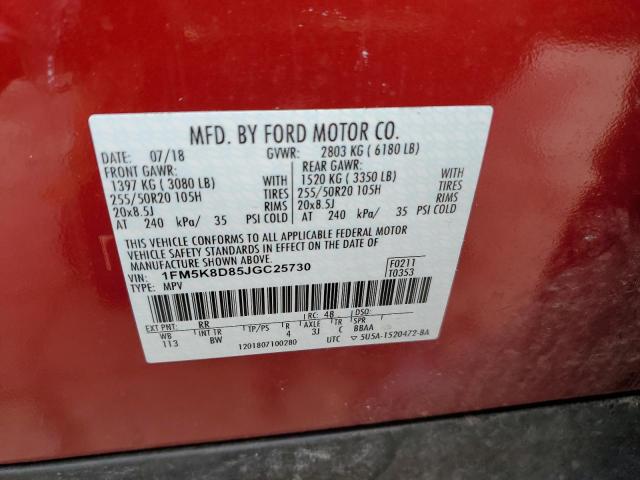 MFD. BY FORD MOTOR CO.
DATE: 07/18 GVWR: 2803 KG ( 6180 LB)
FRONT GAWR: REAR GAWR:
1397 KG ( 3080 LB) WITH 1520 KG ( 3350 LB) WITH
255/50R20 105H TIRES 255/50R20 105H TIRES
20x8.5J RIMS 20x8.5J RIMS
AT 240 kPa/ 35 PSI COLD AT 240 kPa/ 35 PSI COLD
THIS VEHICLE CONFORMS TO ALL APPLICABLE FEDERAL MOTOR
VEHICLE SAFETY STANDARDS IN EFFECT ON THE DATE OF
MANUFACTURE SHOWN ABOVE.
VIN: 1FM5K8D85JGC25730 F0211
TYPE: MPV T0353
EXT PNT: RR RC: 48
WB INT TR TP/PS R AXLE TR SPR
113 BW 4 3J C BBAA
1201807100280 UTC ▽ 5U5A-1520472-BA